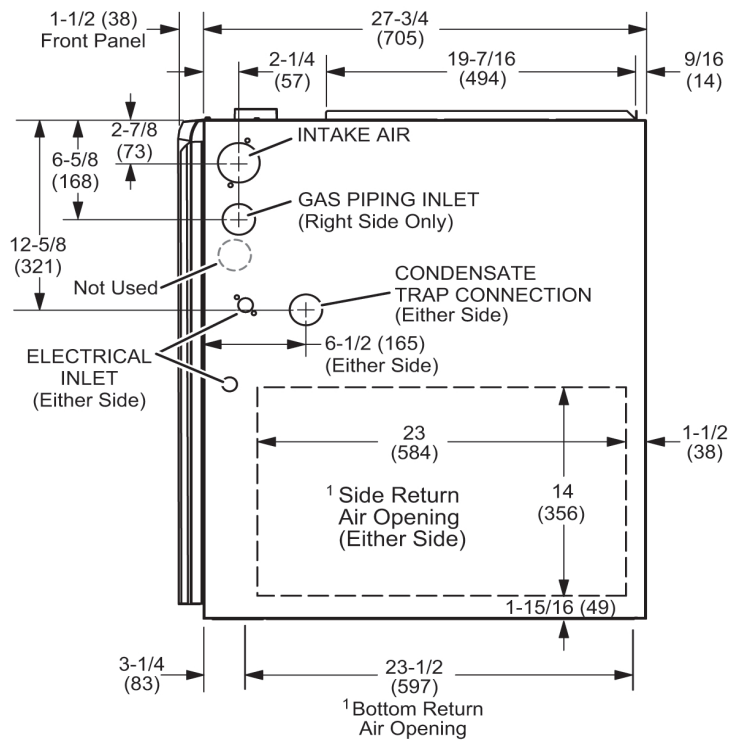 1-1/2 (38)
Front Panel
27-3/4
(705)
2-1/4
(57)
19-7/16
(494)
9/16
(14)
2-7/8
(73)
INTAKE AIR
6-5/8
(168)
GAS PIPING INLET
(Right Side Only)
12-5/8
(321)
Not Used
CONDENSATE
TRAP CONNECTION
(Either Side)
6-1/2 (165)
(Either Side)
ELECTRICAL
INLET
(Either Side)
23
(584)
1-1/2
(38)
1 Side Return
Air Opening
(Either Side)
14
(356)
1-15/16 (49)
3-1/4
(83)
23-1/2
(597)
1 Bottom Return
Air Opening